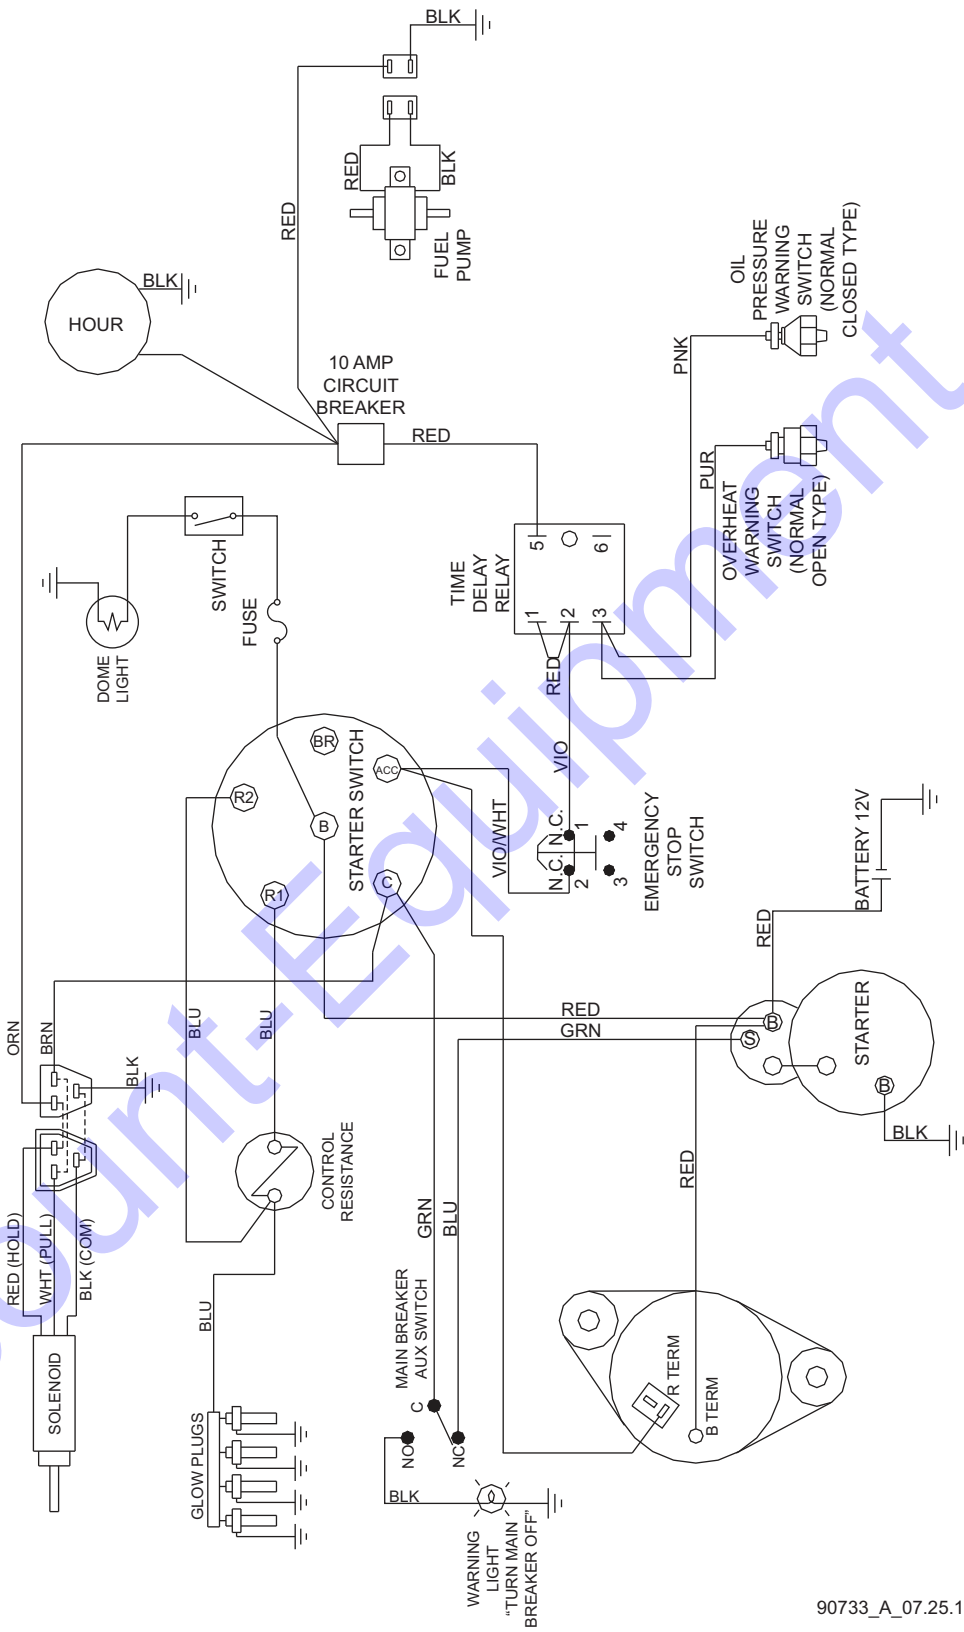 BLK
RED
BLK
FUEL
PUMP
RED
BLK
HOUR
10 AMP
CIRCUIT
BREAKER
RED
OIL
PRESSURE
WARNING
SWITCH
(NORMAL
CLOSED TYPE)
PNK
PUR
OVERHEAT
WARNING
SWITCH
(NORMAL
OPEN TYPE)
TIME
DELAY
RELAY
5
6
1
2
3
RED
VIO
SWITCH
FUSE
DOME
LIGHT
STARTER SWITCH
BR
R2
ACC
B
R1
C
VIO/WHT
N.C.
N.C.
1
2
4
3
EMERGENCY
STOP
SWITCH
BATTERY 12V
RED
ORN
BRN
BLU
BLU
BLK
RED
GRN
S
B
STARTER
B
BLK
RED (HOLD)
WHT (PULL)
BLK (COM)
SOLENOID
CONTROL
RESISTANCE
BLU
GLOW PLUGS
GRN
BLU
RED
MAIN BREAKER
AUX SWITCH
C
NO
NC
BLK
WARNING
LIGHT
"TURN MAIN
BREAKER OFF"
R TERM
B TERM
ount-Equipment
90733_A_07.25.1